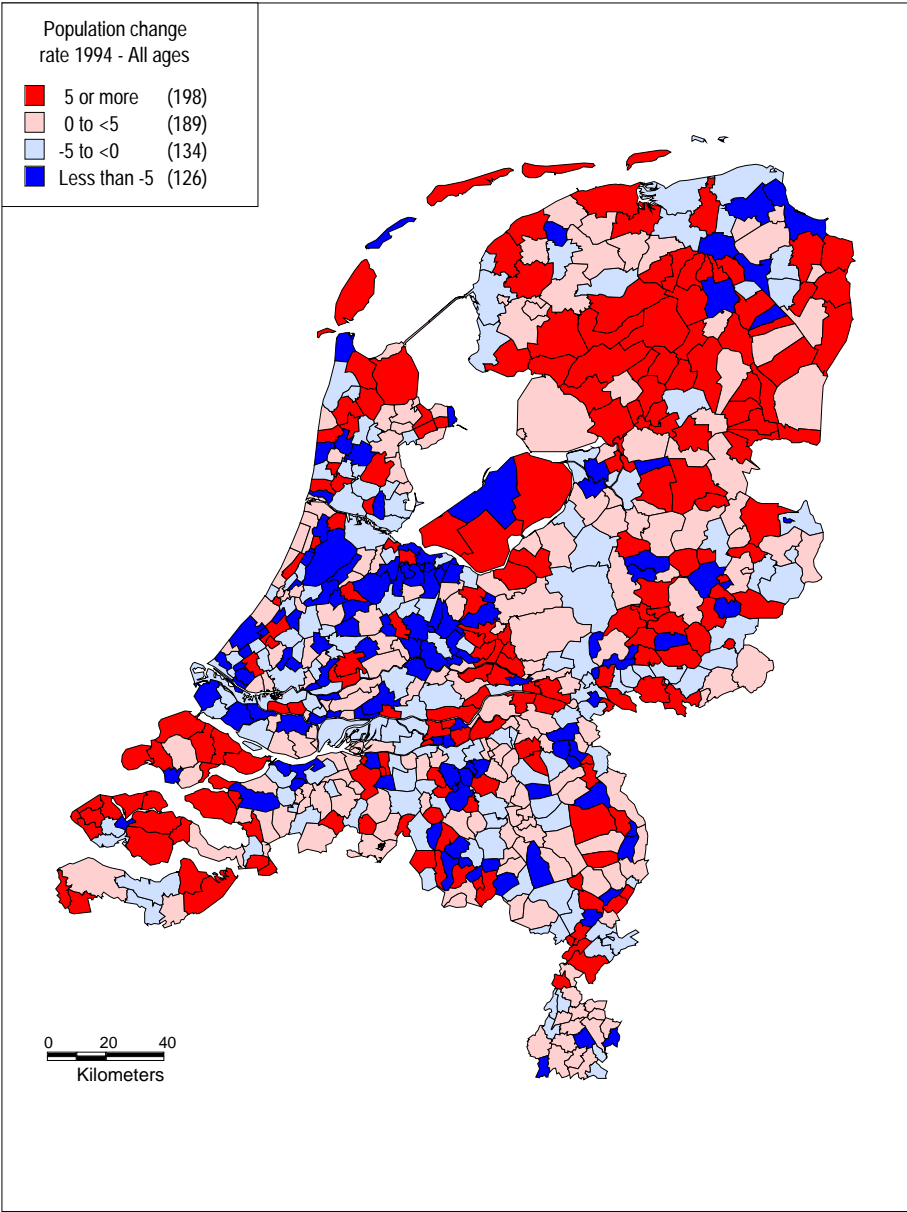 Population change
rate 1994 - All ages
5 or more (198)
0 to <5 (189)
-5 to <0 (134)
Less than -5 (126)
0 20 40
Kilometers